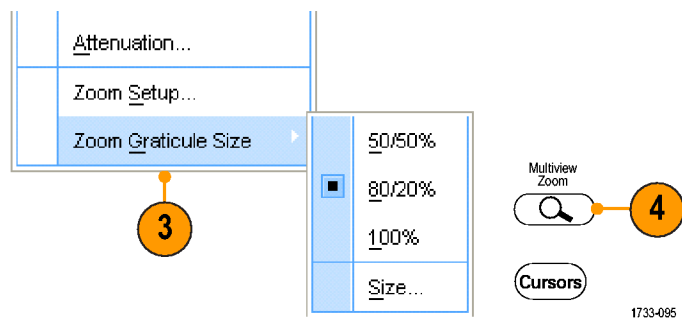 Attenuation...
Zoom Setup...
Zoom Graticule Size
50/50%
80/20%
100%
Size...
3
Multiview
Zoom
4
Cursors
1733-095